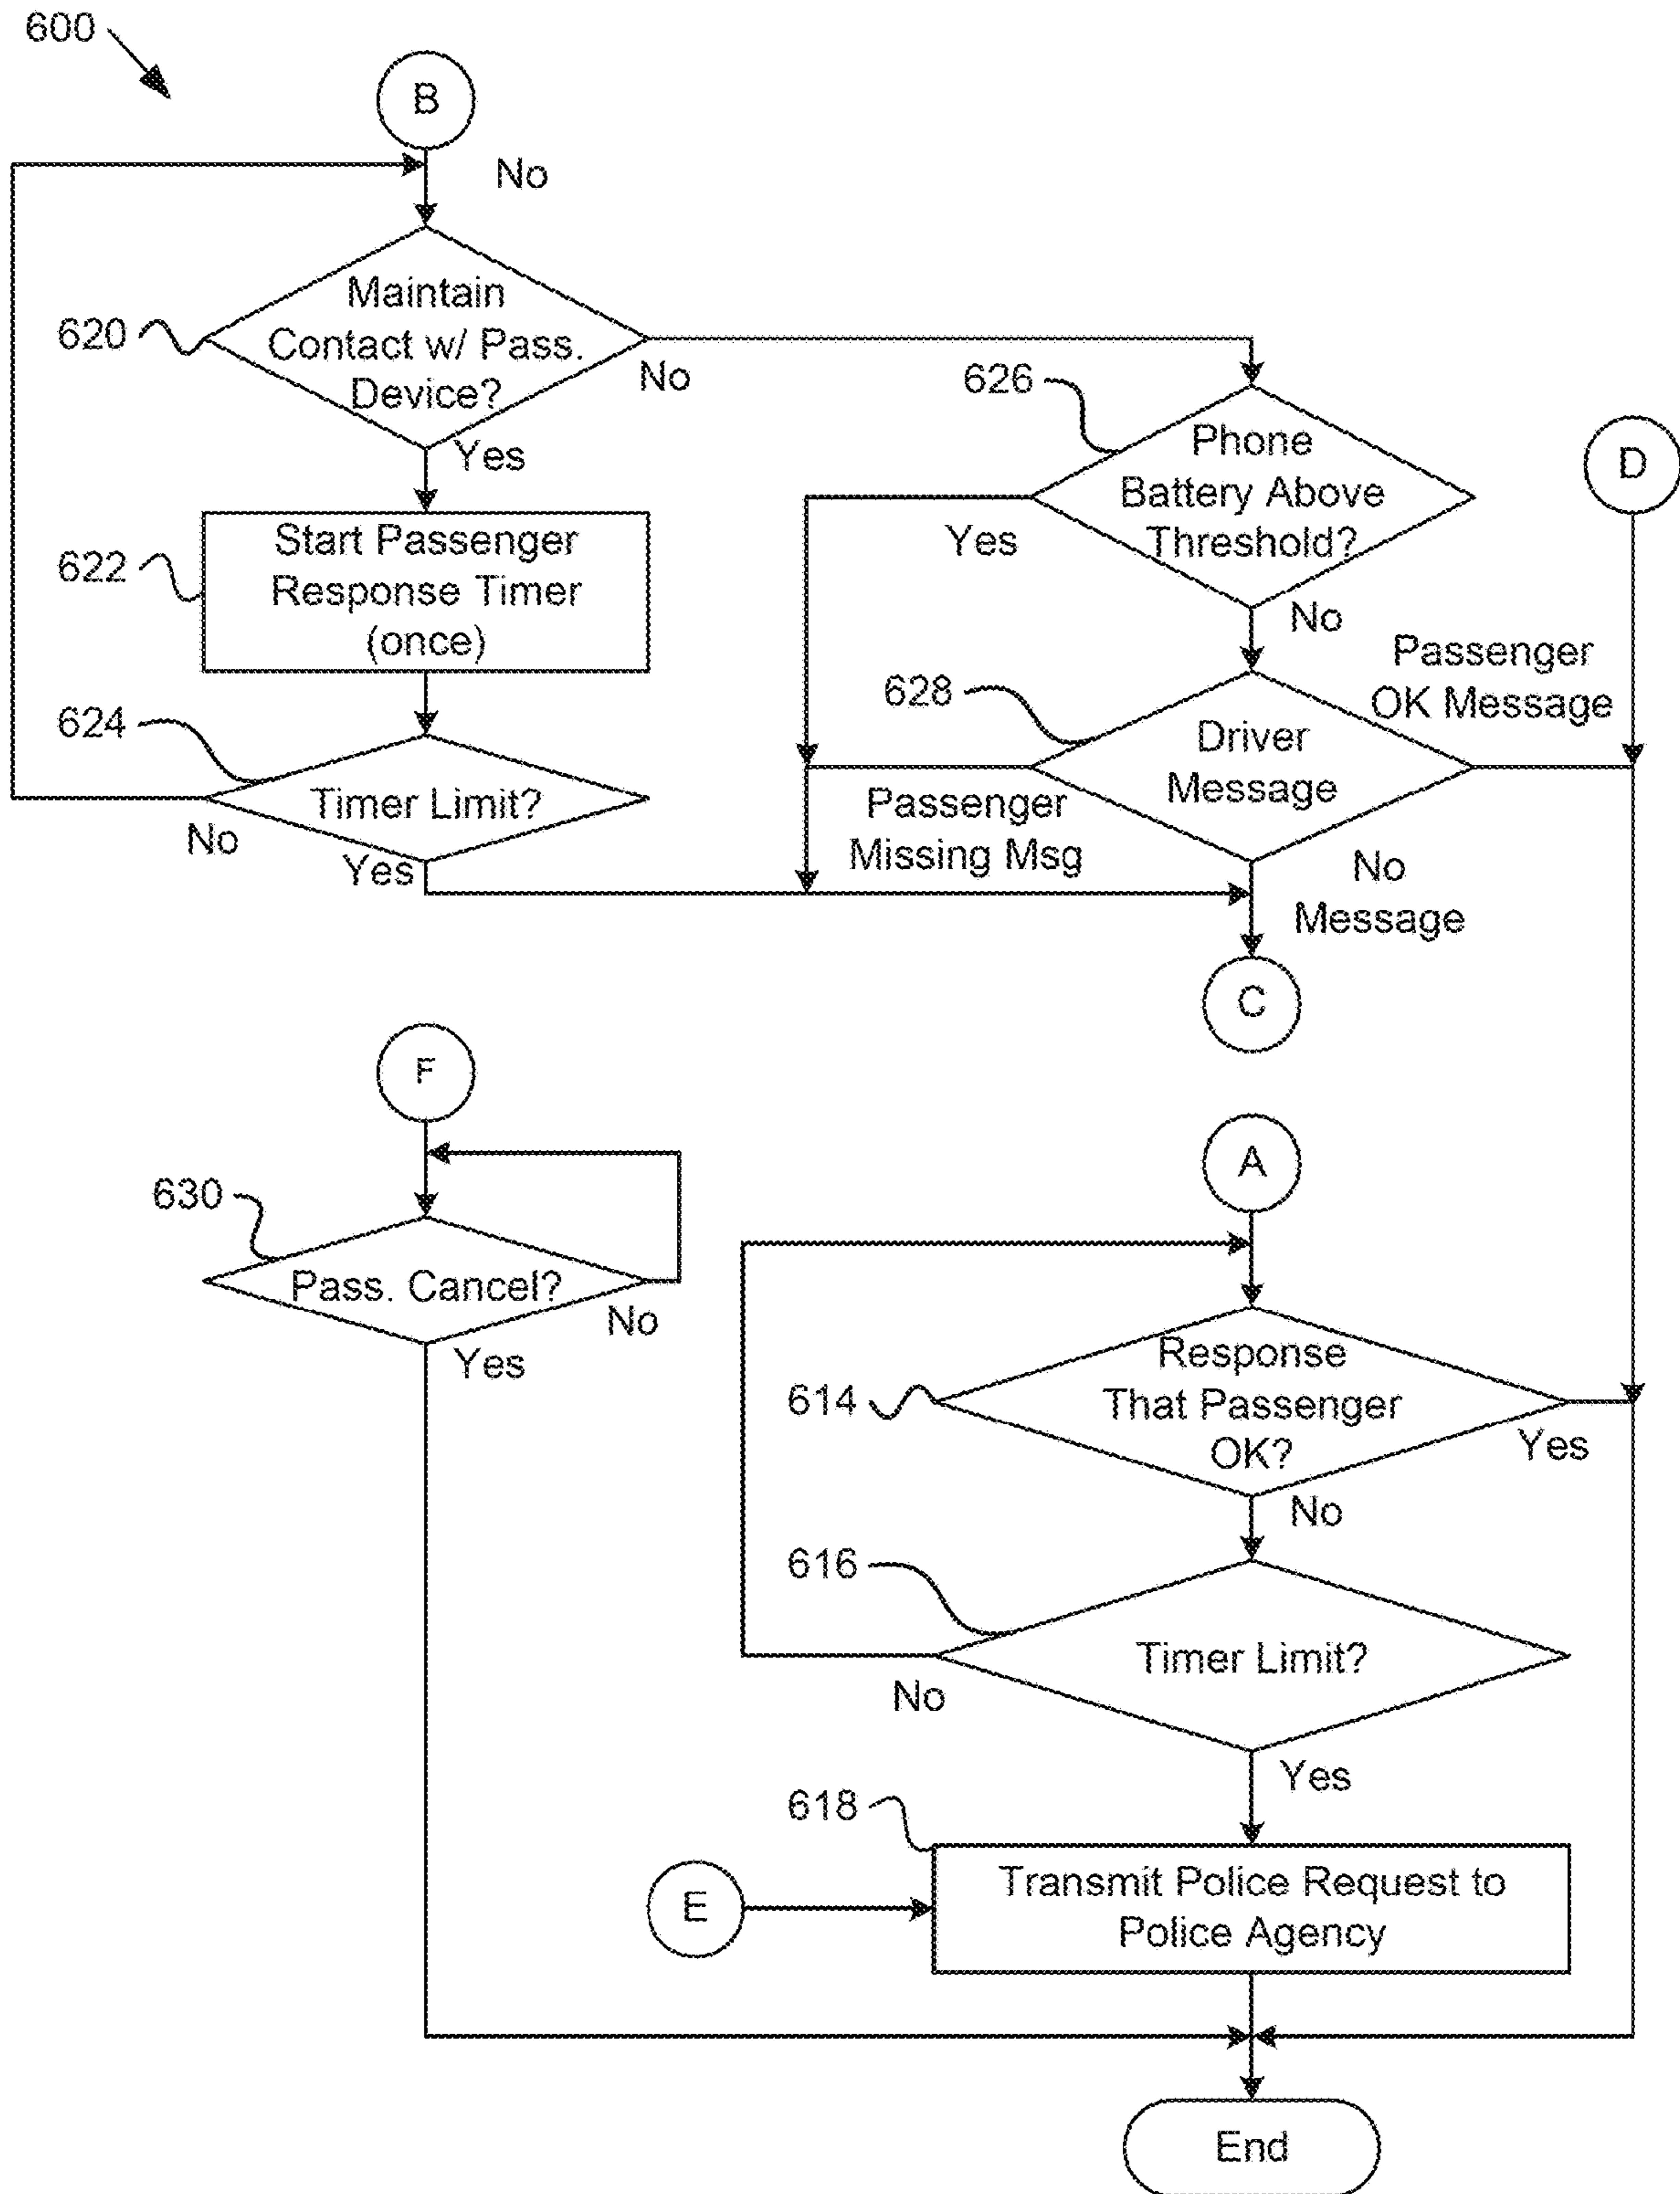 600
B
No
620
Maintain
Contact w/ Pass.
Device?
No
Yes
626
Phone
Battery Above
Threshold?
Yes
No
D
622
Start Passenger
Response Timer
(once)
628
Driver
Message
Passenger
OK Message
624
Timer Limit?
No
Yes
Passenger
Missing Msg
No
Message
C
F
A
630
Pass. Cancel?
No
Yes
614
Response
That Passenger
OK?
Yes
No
616
Timer Limit?
No
Yes
618
E
Transmit Police Request to
Police Agency
End